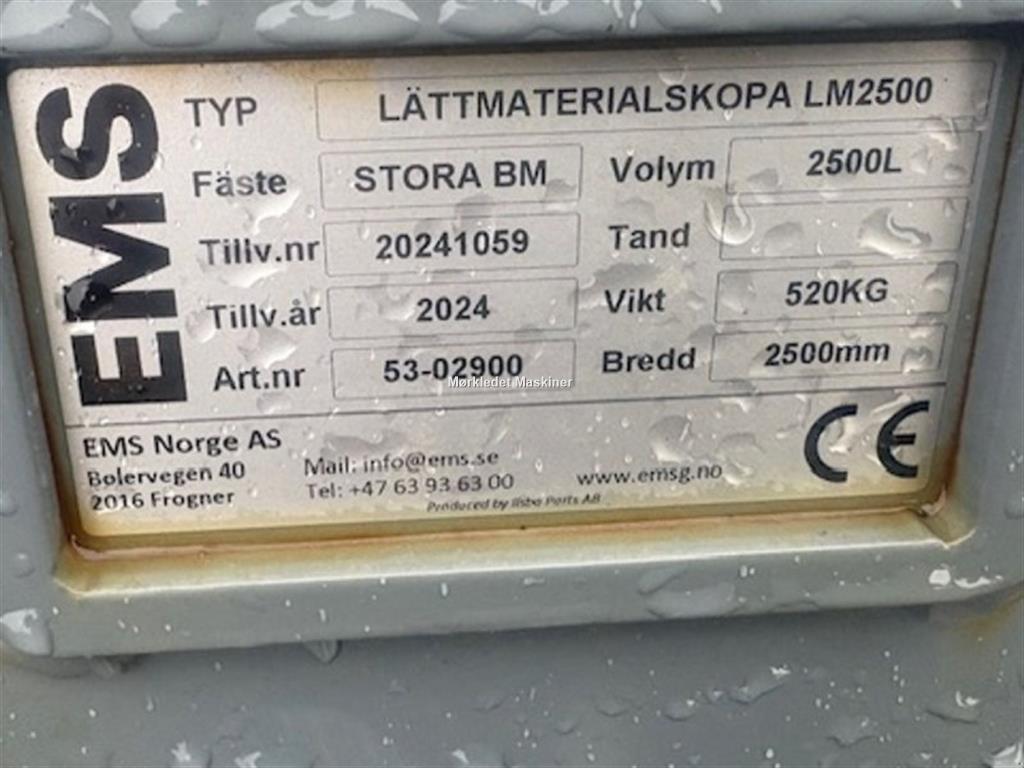 EMS
TYP LÄTTMATERIALSKOPA LM2500
Fäste STORA BM Volym 2500L
Tillv.nr 20241059 Tand
Tillv.år 2024 Vikt 520KG
Art.nr 53-02900 Bredd 2500mm
Mørkledet Maskiner
EMS Norge AS
Bølervegen 40
2016 Frogner
Mail: info@ems.se
Tel: +47 63 93 63 00
www.emsg.no
Produced by Parts AB
CE